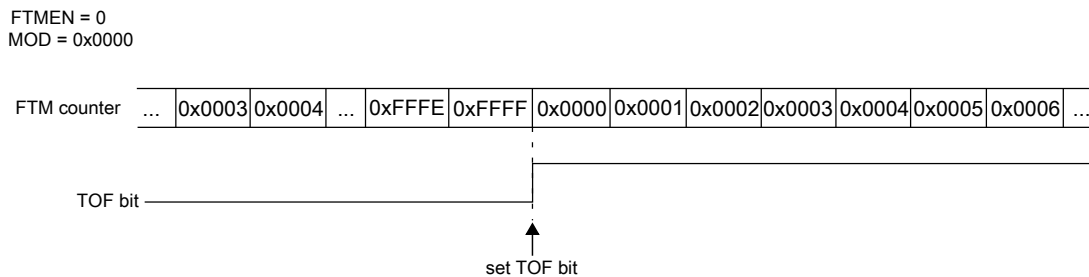 FTMEN = 0
MOD = 0x0000
FTM counter ... 0x0003 0x0004 ... 0xFFFE 0xFFFF 0x0000 0x0001 0x0002 0x0003 0x0004 0x0005 0x0006 ...
TOF bit
set TOF bit